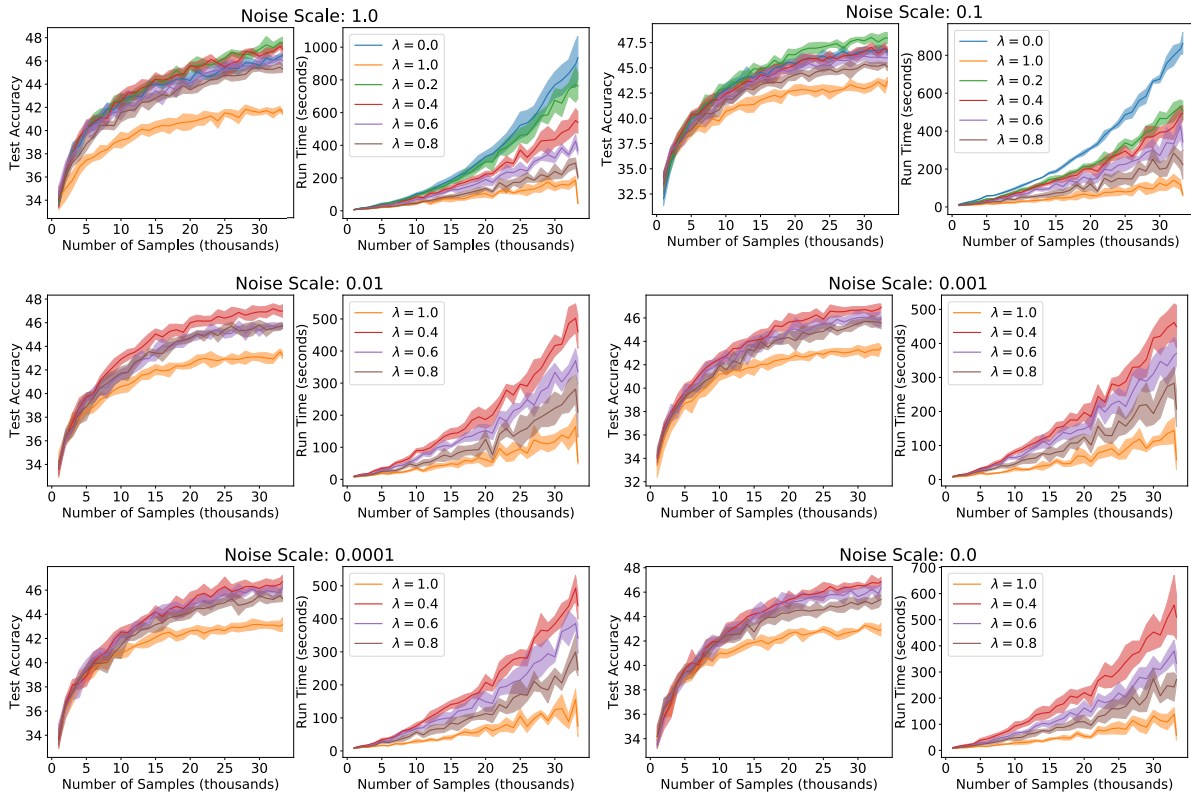 Noise Scale: 1.0
Test Accuracy
48
46
44
42
40
38
36
34
0 5 10 15 20 25 30
Number of Samples (thousands)
Run Time (seconds)
1000
800
600
400
200
0
λ = 0.0
λ = 1.0
λ = 0.2
λ = 0.4
λ = 0.6
λ = 0.8
0 5 10 15 20 25 30
Number of Samples (thousands)
Noise Scale: 0.1
Test Accuracy
47.5
45.0
42.5
40.0
37.5
35.0
32.5
0 5 10 15 20 25 30
Number of Samples (thousands)
Run Time (seconds)
800
600
400
200
0
λ = 0.0
λ = 1.0
λ = 0.2
λ = 0.4
λ = 0.6
λ = 0.8
0 5 10 15 20 25 30
Number of Samples (thousands)
Noise Scale: 0.01
Test Accuracy
48
46
44
42
40
38
36
34
0 5 10 15 20 25 30
Number of Samples (thousands)
Run Time (seconds)
500
400
300
200
100
0
λ = 1.0
λ = 0.4
λ = 0.6
λ = 0.8
0 5 10 15 20 25 30
Number of Samples (thousands)
Noise Scale: 0.001
Test Accuracy
46
44
42
40
38
36
34
32
0 5 10 15 20 25 30
Number of Samples (thousands)
Run Time (seconds)
500
400
300
200
100
0
λ = 1.0
λ = 0.4
λ = 0.6
λ = 0.8
0 5 10 15 20 25 30
Number of Samples (thousands)
Noise Scale: 0.0001
Test Accuracy
46
44
42
40
38
36
34
0 5 10 15 20 25 30
Number of Samples (thousands)
Run Time (seconds)
500
400
300
200
100
0
λ = 1.0
λ = 0.4
λ = 0.6
λ = 0.8
0 5 10 15 20 25 30
Number of Samples (thousands)
Noise Scale: 0.0
Test Accuracy
48
46
44
42
40
38
36
34
0 5 10 15 20 25 30
Number of Samples (thousands)
Run Time (seconds)
700
600
500
400
300
200
100
0
λ = 1.0
λ = 0.4
λ = 0.6
λ = 0.8
0 5 10 15 20 25 30
Number of Samples (thousands)